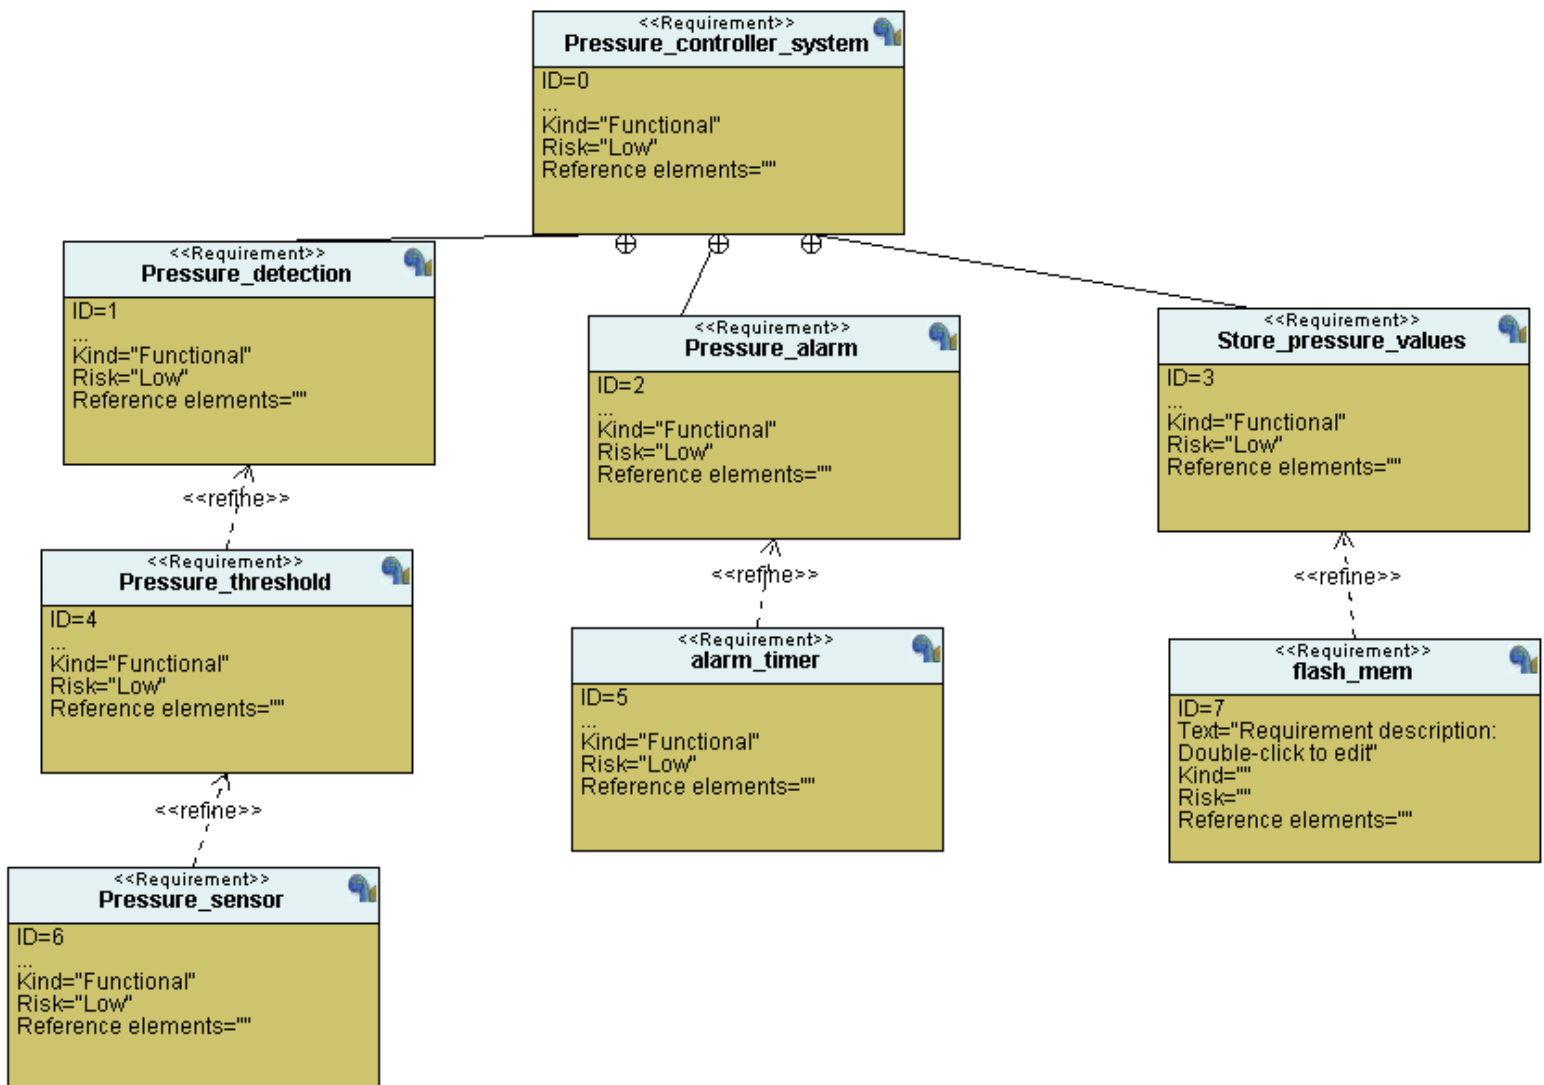 <<Requirement>>
Pressure_controller_system
ID=0
...
Kind="Functional"
Risk="Low"
Reference elements=""
<<Requirement>>
Pressure_detection
ID=1
...
Kind="Functional"
Risk="Low"
Reference elements=""
<<Requirement>>
Pressure_alarm
ID=2
...
Kind="Functional"
Risk="Low"
Reference elements=""
<<Requirement>>
Store_pressure_values
ID=3
...
Kind="Functional"
Risk="Low"
Reference elements=""
<<refine>>
<<refine>>
<<refine>>
<<Requirement>>
Pressure_threshold
ID=4
...
Kind="Functional"
Risk="Low"
Reference elements=""
<<Requirement>>
alarm_timer
ID=5
...
Kind="Functional"
Risk="Low"
Reference elements=""
<<Requirement>>
flash_mem
ID=7
Text="Requirement description:
Double-click to edit"
Kind=""
Risk=""
Reference elements=""
<<refine>>
<<Requirement>>
Pressure_sensor
ID=6
...
Kind="Functional"
Risk="Low"
Reference elements=""